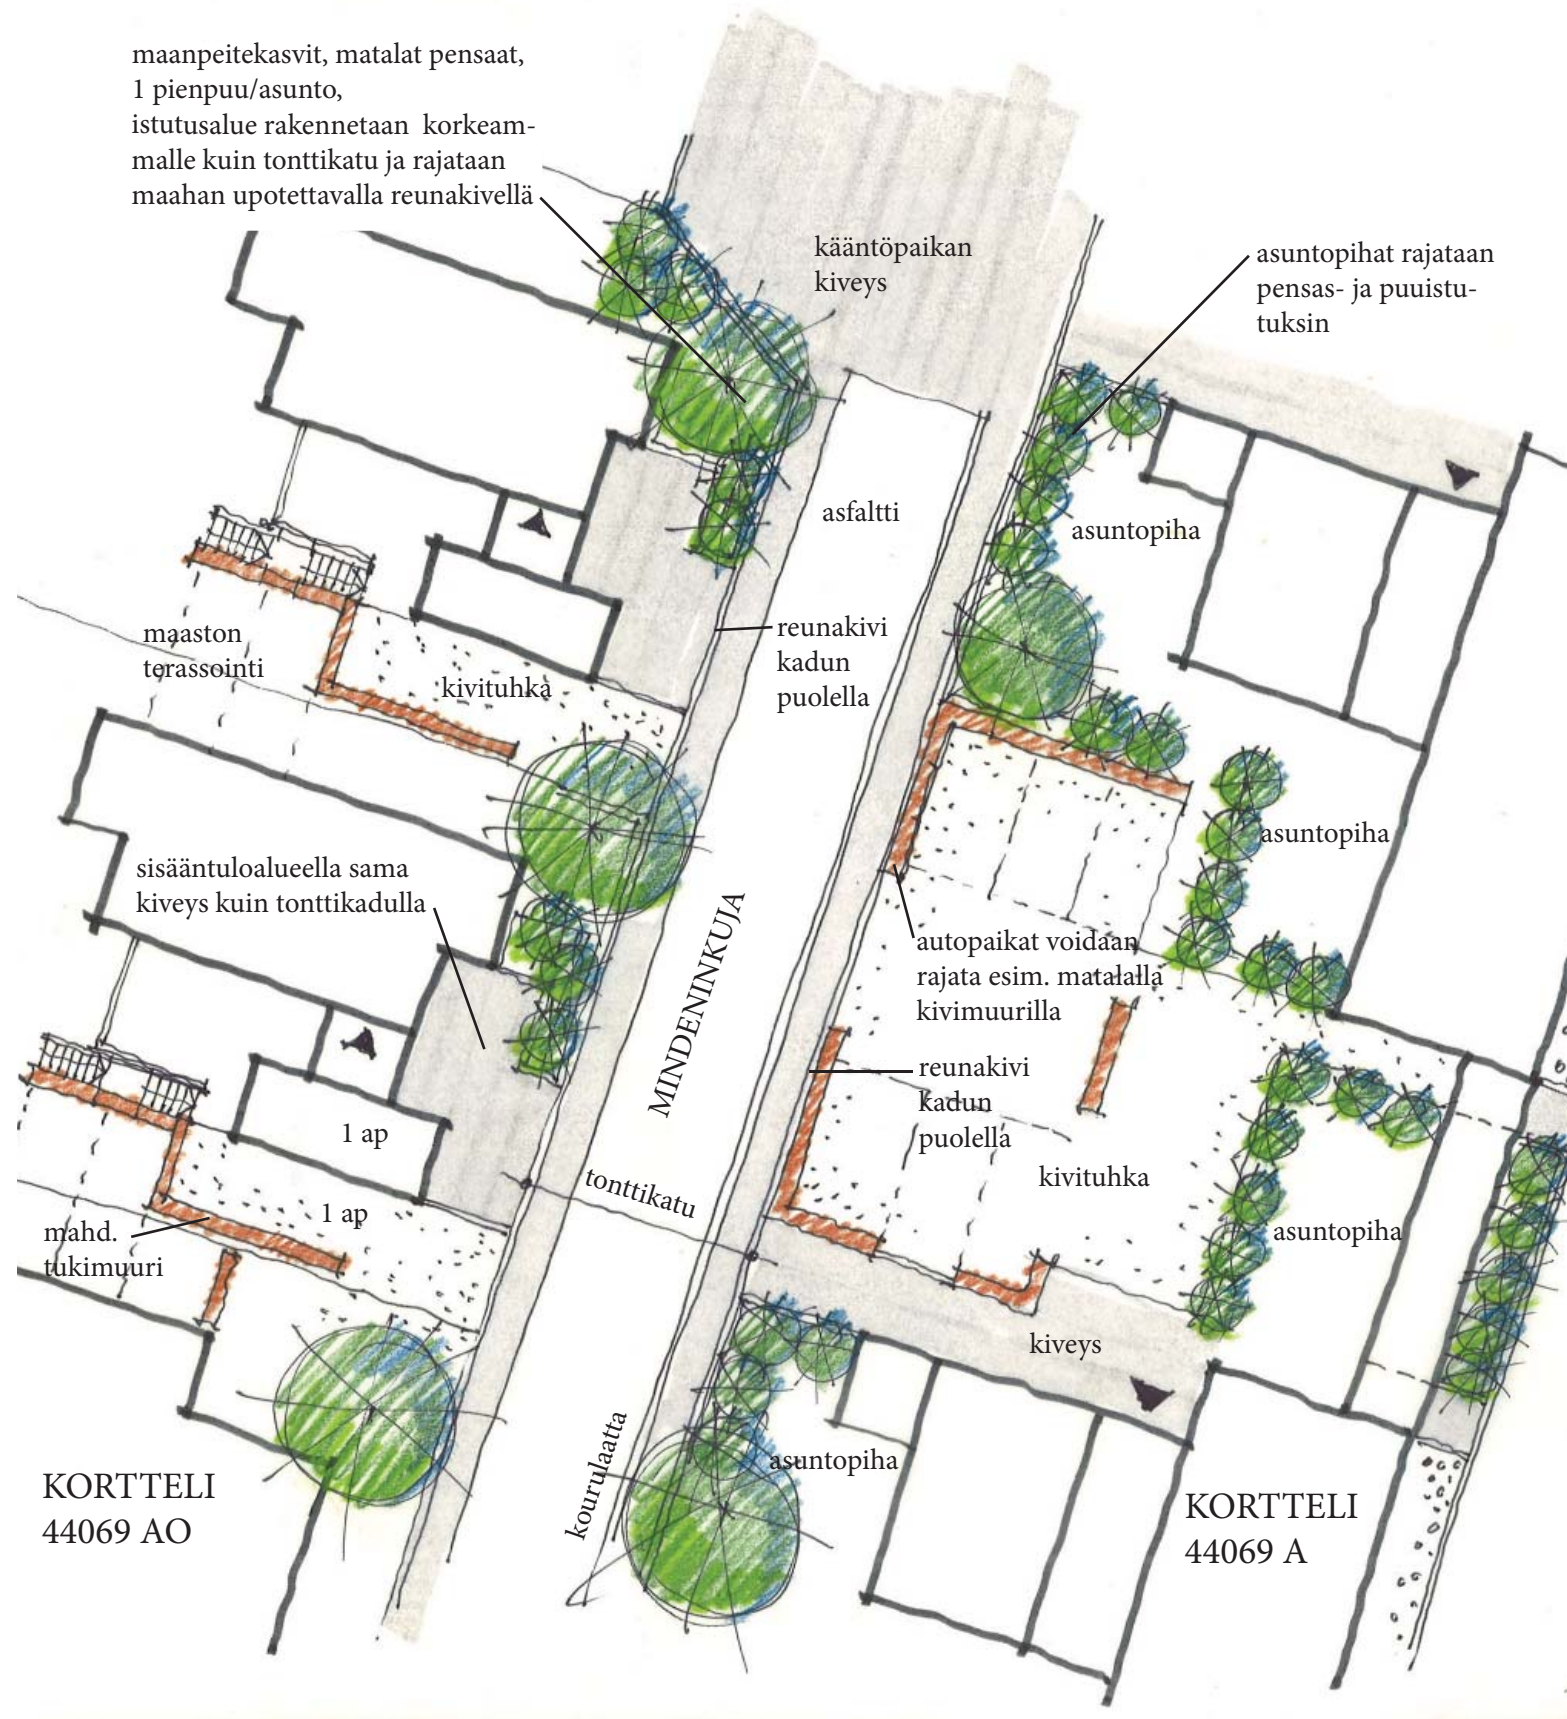 maanpeitekasvit, matalat pensaat,
1 pienpuu/asunto,
istutusalue rakennetaan korkeam-
malle kuin tonttikatu ja rajataan
maahan upotettavalla reunakivellä
kääntöpaikan
kiveys
asuntopihat rajataan
pensas- ja puuistu-
tuksin
asfaltti
asuntopiha
maaston
terassointi
kivituhka
reunakivi
kadun
puolella
asuntopiha
sisääntuloalueella sama
kiveys kuin tonttikadulla
MINDENINKUJA
autopaikat voidaan
rajata esim. matalalla
kivimuurilla
reunakivi
kadun
puolella
1 ap
tonttikatu
kivituhka
1 ap
mahd.
tukimuuri
asuntopiha
kiveys
kourulaatta
asuntopiha
KORTTELI
44069 AO
KORTTELI
44069 A